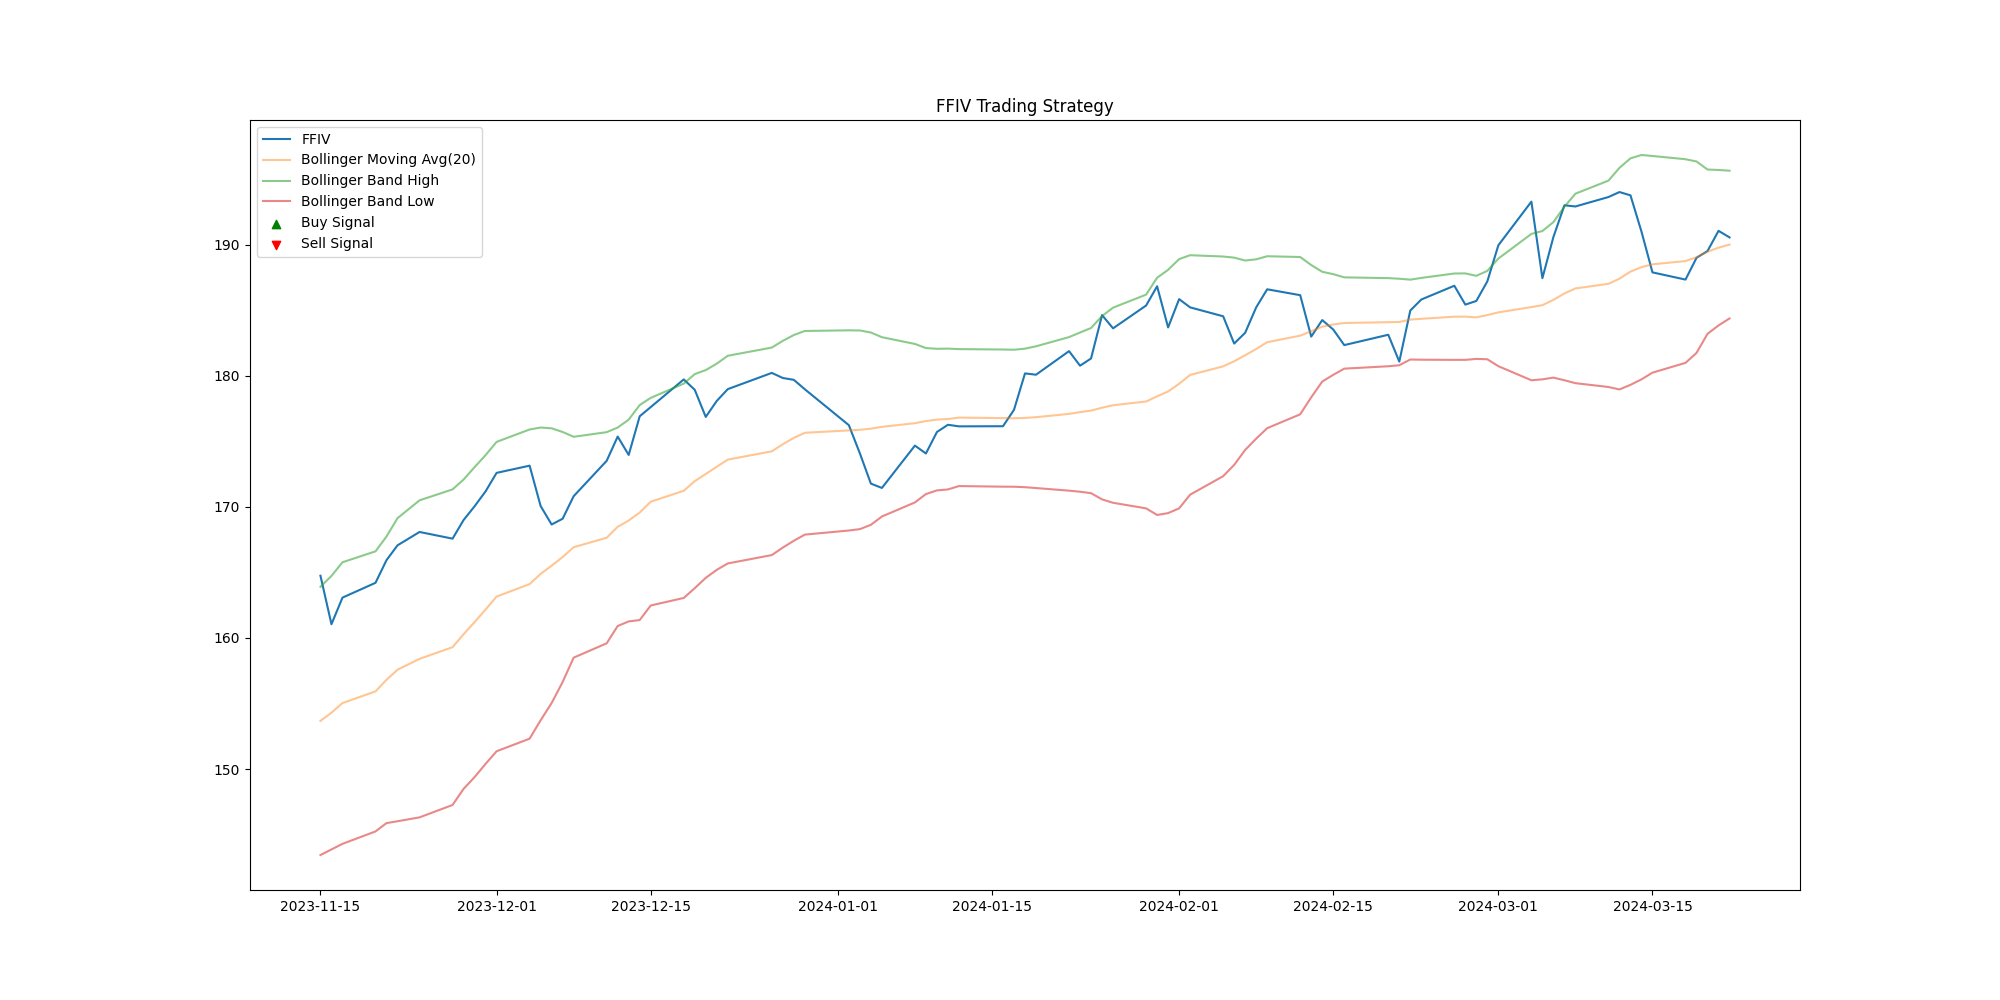 FFIV Trading Strategy
FFIV
Bollinger Moving Avg(20)
Bollinger Band High
Bollinger Band Low
Buy Signal
Sell Signal
190
180
170
160
150
2023-11-15 2023-12-01 2023-12-15 2024-01-01 2024-01-15 2024-02-01 2024-02-15 2024-03-01 2024-03-15